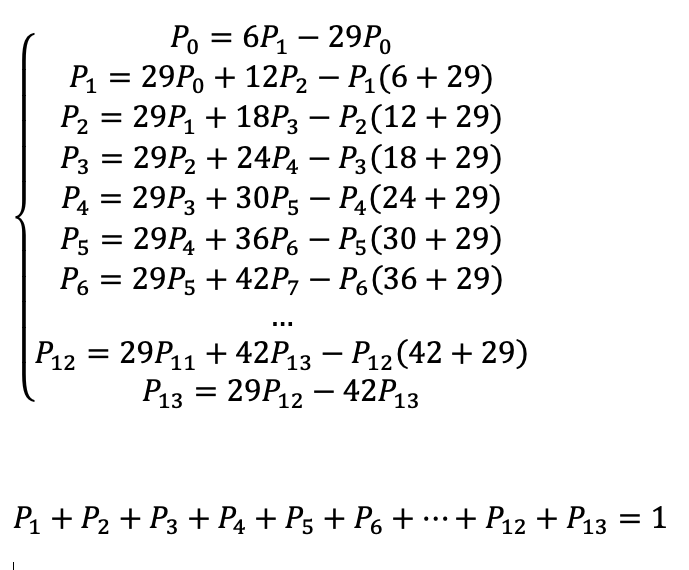 P₀ = 6P₁ − 29P₀
P₁ = 29P₀ + 12P₂ − P₁(6 + 29)
P₂ = 29P₁ + 18P₃ − P₂(12 + 29)
P₃ = 29P₂ + 24P₄ − P₃(18 + 29)
P₄ = 29P₃ + 30P₅ − P₄(24 + 29)
P₅ = 29P₄ + 36P₆ − P₅(30 + 29)
P₆ = 29P₅ + 42P₇ − P₆(36 + 29)
...
P₁₂ = 29P₁₁ + 42P₁₃ − P₁₂(42 + 29)
P₁₃ = 29P₁₂ − 42P₁₃
P₁ + P₂ + P₃ + P₄ + P₅ + P₆ + ⋯ + P₁₂ + P₁₃ = 1